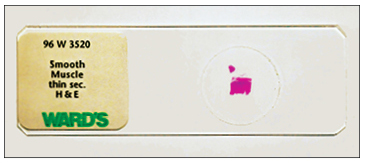 96 W 3520
Smooth
Muscle
thin sec.
H & E
WARD'S